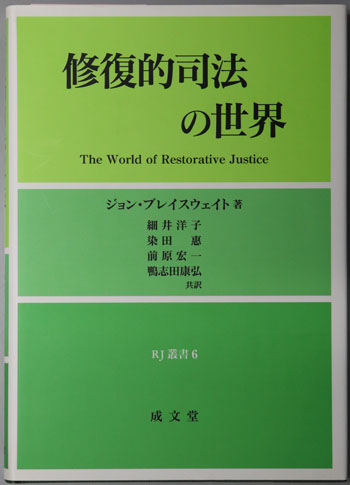 修復的司法
の世界
The World of Restorative Justice
ジョン・ブレイスウェイト 著
細井洋子
染田 惠
前原宏一
鴨志田康弘
共訳
RJ 叢書 6
成文堂